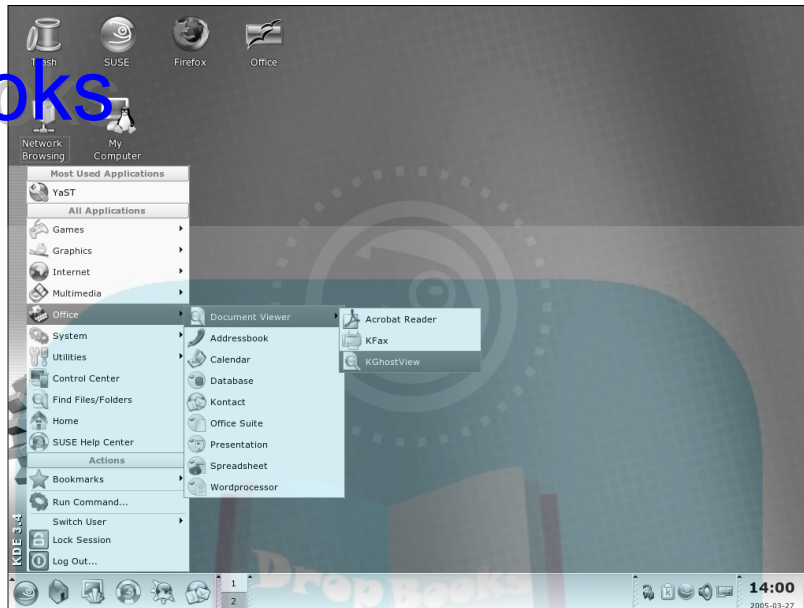 Trash SUSE Firefox Office
ooks
Network Browsing
My Computer
Most Used Applications
YaST
All Applications
Games
Graphics
Internet
Multimedia
Office
System
Utilities
Control Center
Find Files/Folders
Home
SUSE Help Center
Actions
Bookmarks
Run Command...
Switch User
Lock Session
Log Out...
KDE 3.4
Document Viewer
Addressbook
Calendar
Database
Kontact
Office Suite
Presentation
Spreadsheet
Wordprocessor
Acrobat Reader
KFax
KGhostView
DropBooks
1
2
14:00
2005-03-27